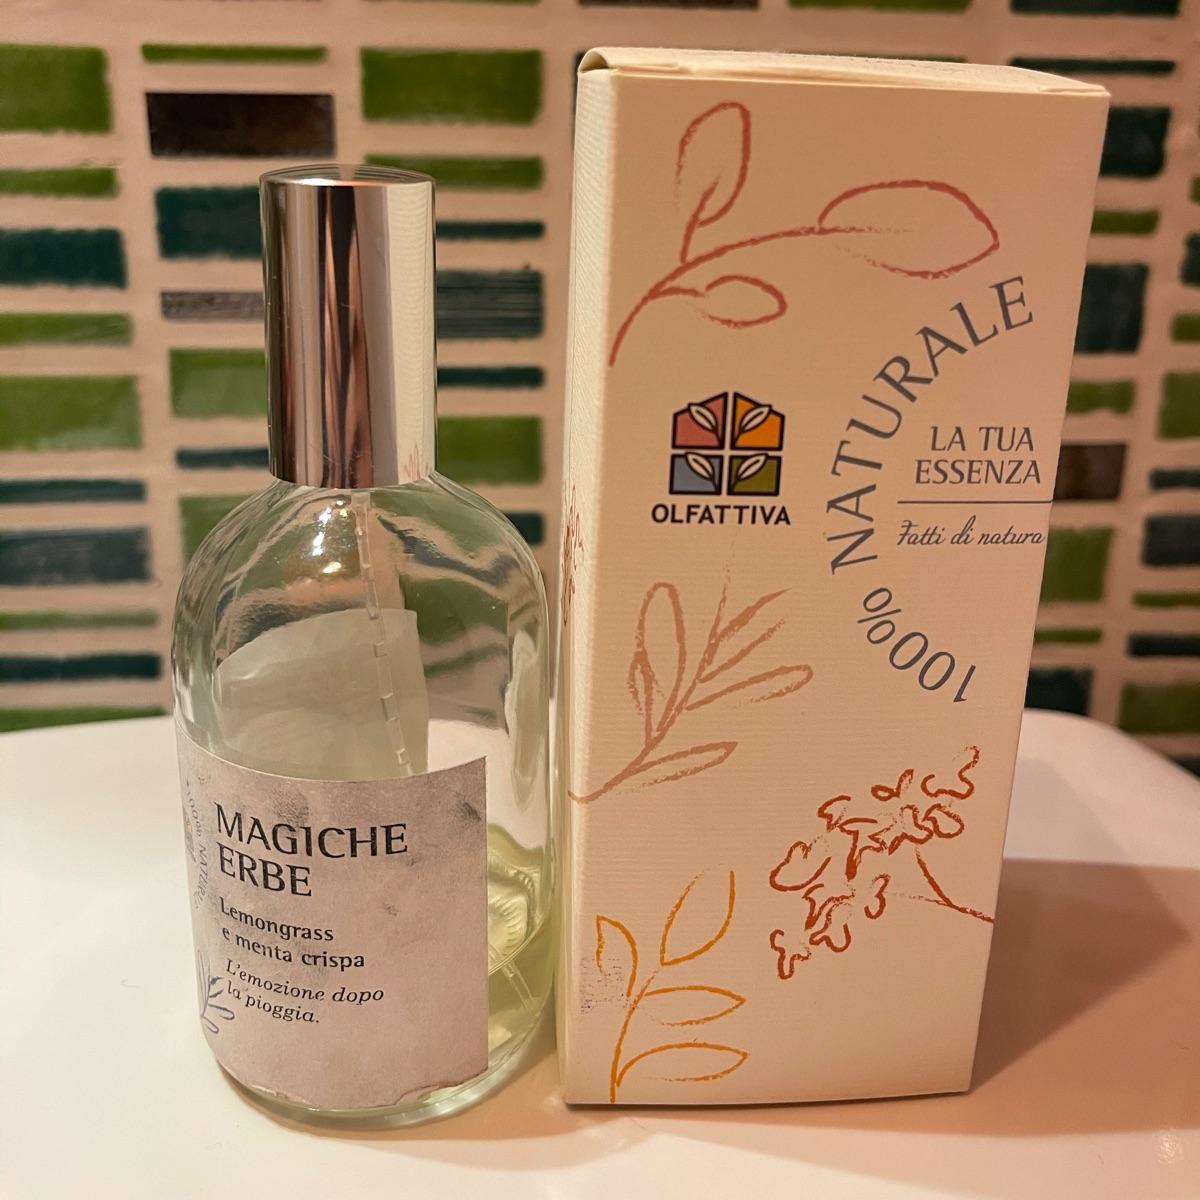 MAGICHE
ERBE
Lemongrass
e menta crispa
L'emozione dopo
la pioggia.
OLFATTIVA
100% NATURALE
LA TUA
ESSENZA
Fatti di natura